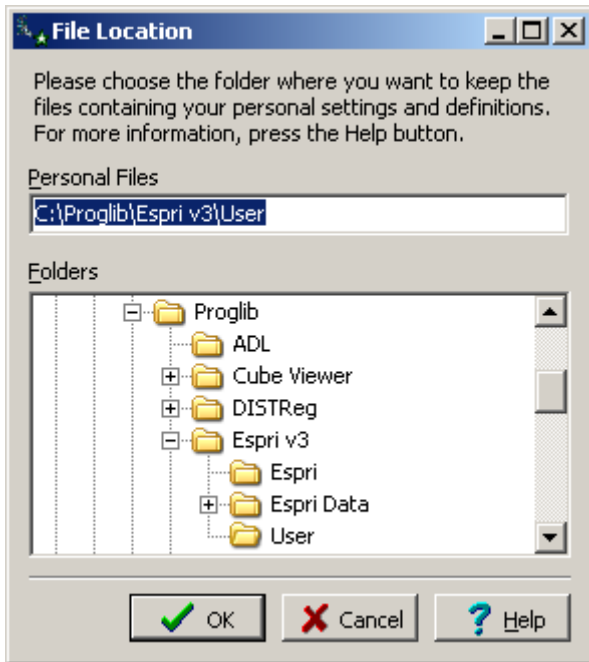 File Location
Please choose the folder where you want to keep the
files containing your personal settings and definitions.
For more information, press the Help button.
Personal Files
C:\Proglib\Espri v3\User
Folders
Proglib
ADL
Cube Viewer
DISTReg
Espri v3
Espri
Espri Data
User
OK
Cancel
Help